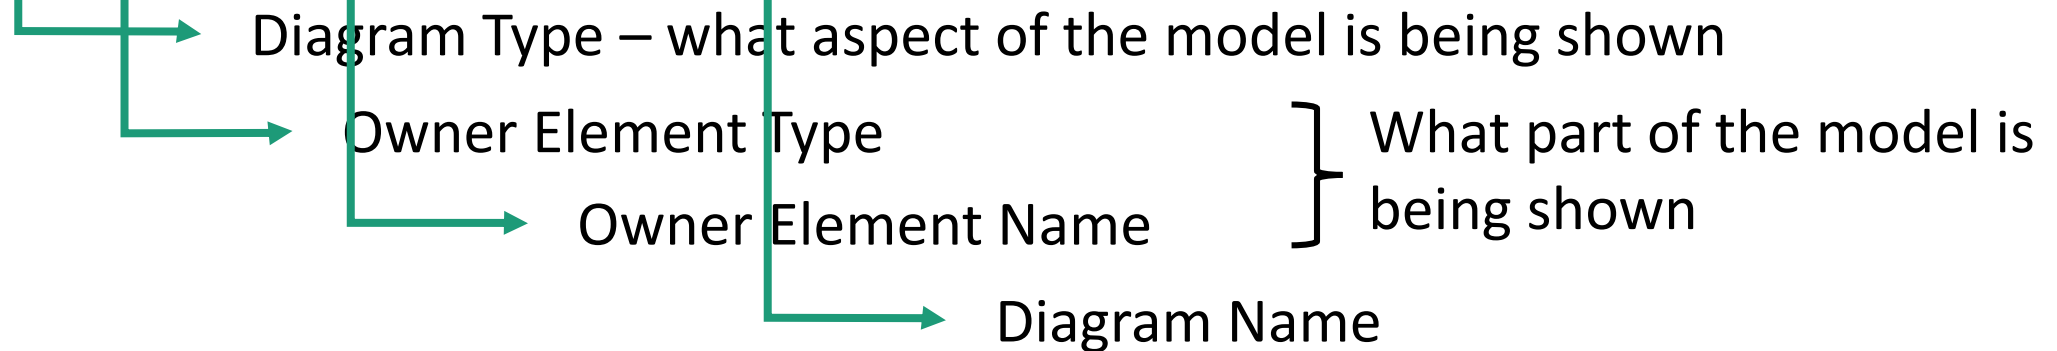 Diagram Type – what aspect of the model is being shown
Owner Element Type
What part of the model is
being shown
Owner Element Name
Diagram Name